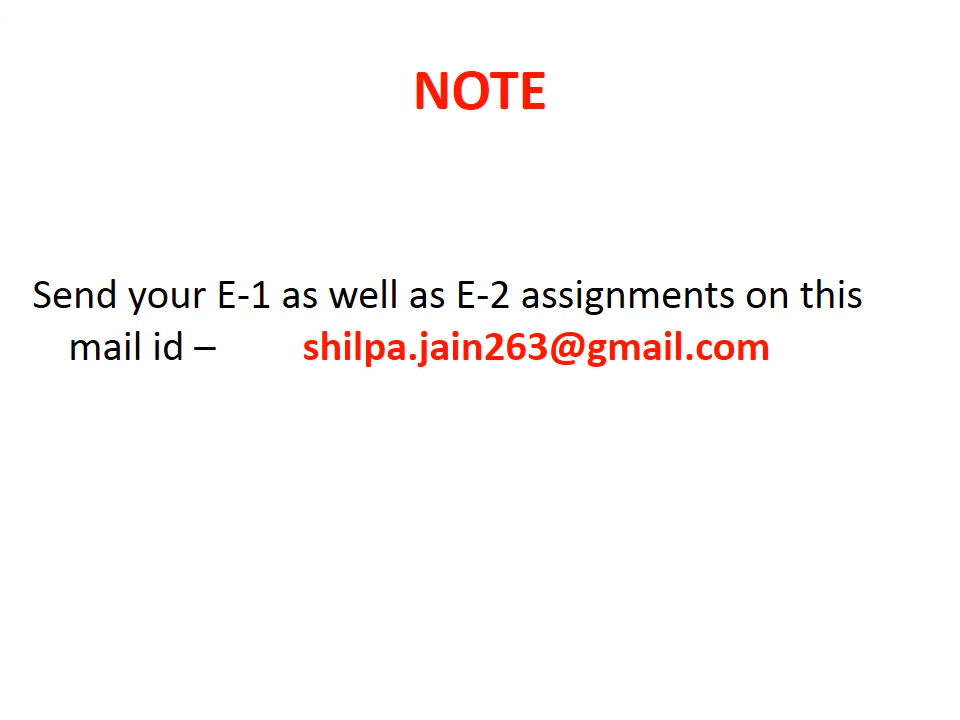 NOTE
Send your E-1 as well as E-2 assignments on this
mail id – shilpa.jain263@gmail.com